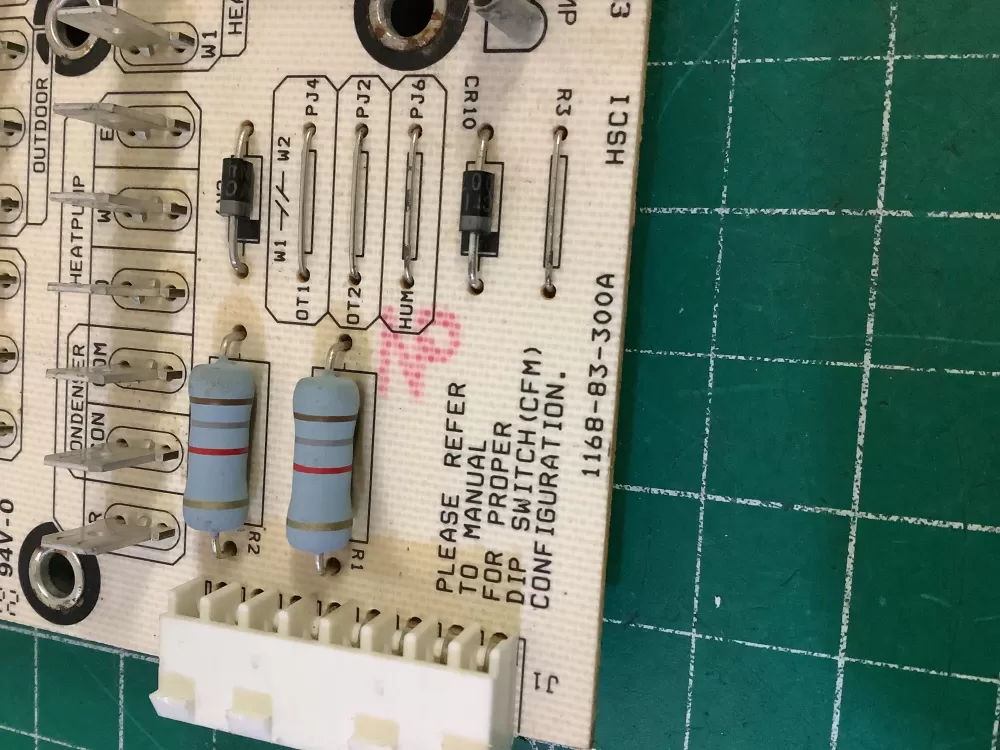 OUTDOOR
HEATPUMP
W1
PJ4
PJ2
PJ6
CR10
R3
W1
W2
OT1
OT2
HUM
HSCI
1168-83-300A
PLEASE REFER
TO MANUAL
FOR PROPER
DIP SWITCH(CFM)
CONFIGURATION.
R2
R1
J1
94V-0
3